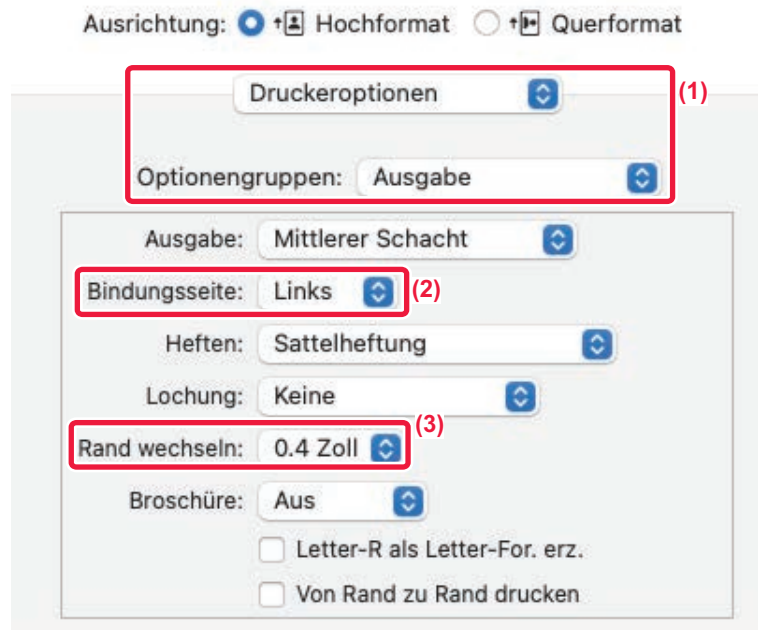 Ausrichtung: Hochformat Querformat
Druckeroptionen (1)
Optionengruppen: Ausgabe
Ausgabe: Mittlerer Schacht
Bindungsseite: Links (2)
Heften: Sattelheftung
Lochung: Keine
(3)
Rand wechseln: 0.4 Zoll
Broschüre: Aus
Letter-R als Letter-For. erz.
Von Rand zu Rand drucken